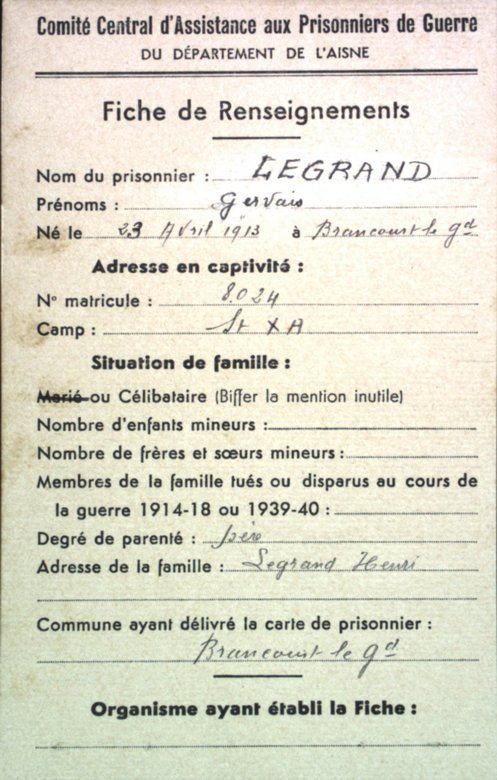 Comité Central d'Assistance aux Prisonniers de Guerre
DU DÉPARTEMENT DE L'AISNE
Fiche de Renseignements
Nom du prisonnier : LEGRAND
Prénoms : Gervais
Né le 23 Avril 1913 à Brancourt le gd
Adresse en captivité :
No matricule : 8.024
Camp : St X A
Situation de famille :
Marié ou Célibataire (Biffer la mention inutile)
Nombre d'enfants mineurs :
Nombre de frères et sœurs mineurs :
Membres de la famille tués ou disparus au cours de
la guerre 1914-18 ou 1939-40 :
Degré de parenté : père
Adresse de la famille : Legrand Henri
Commune ayant délivré la carte de prisonnier :
Brancourt le gd
Organisme ayant établi la Fiche :